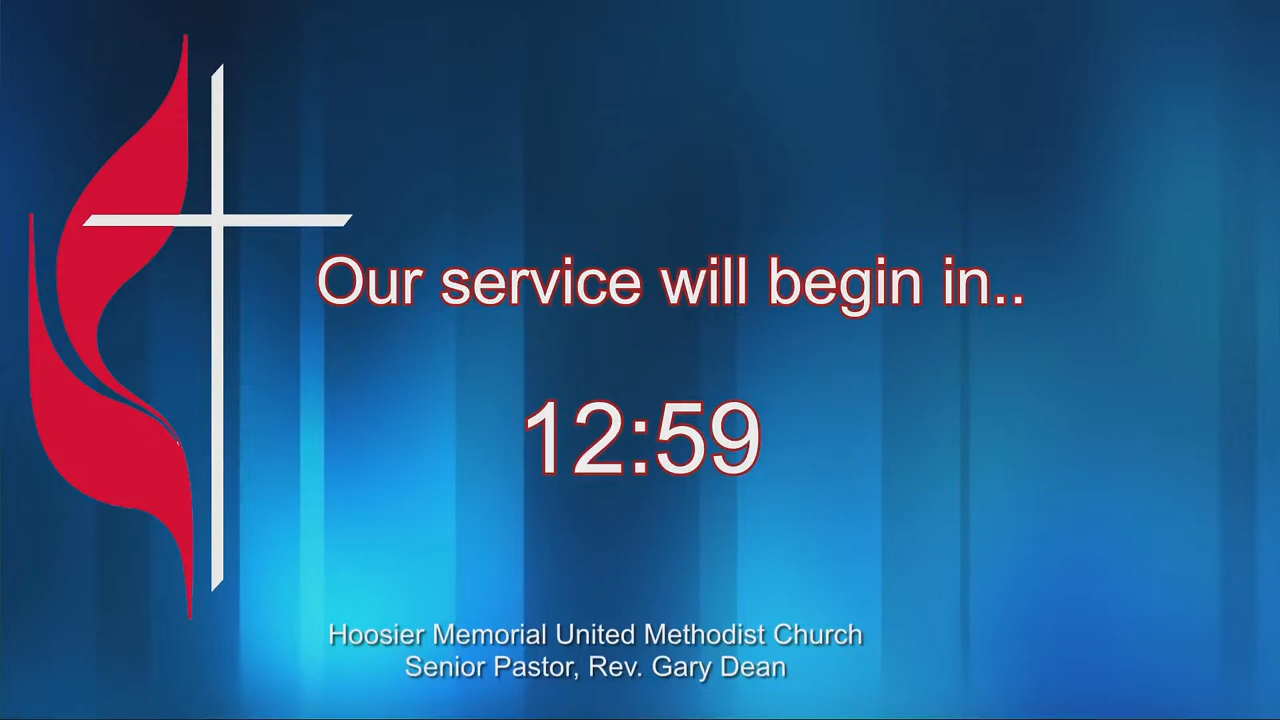 Our service will begin in..
12:59
Hoosier Memorial United Methodist Church
Senior Pastor, Rev. Gary Dean